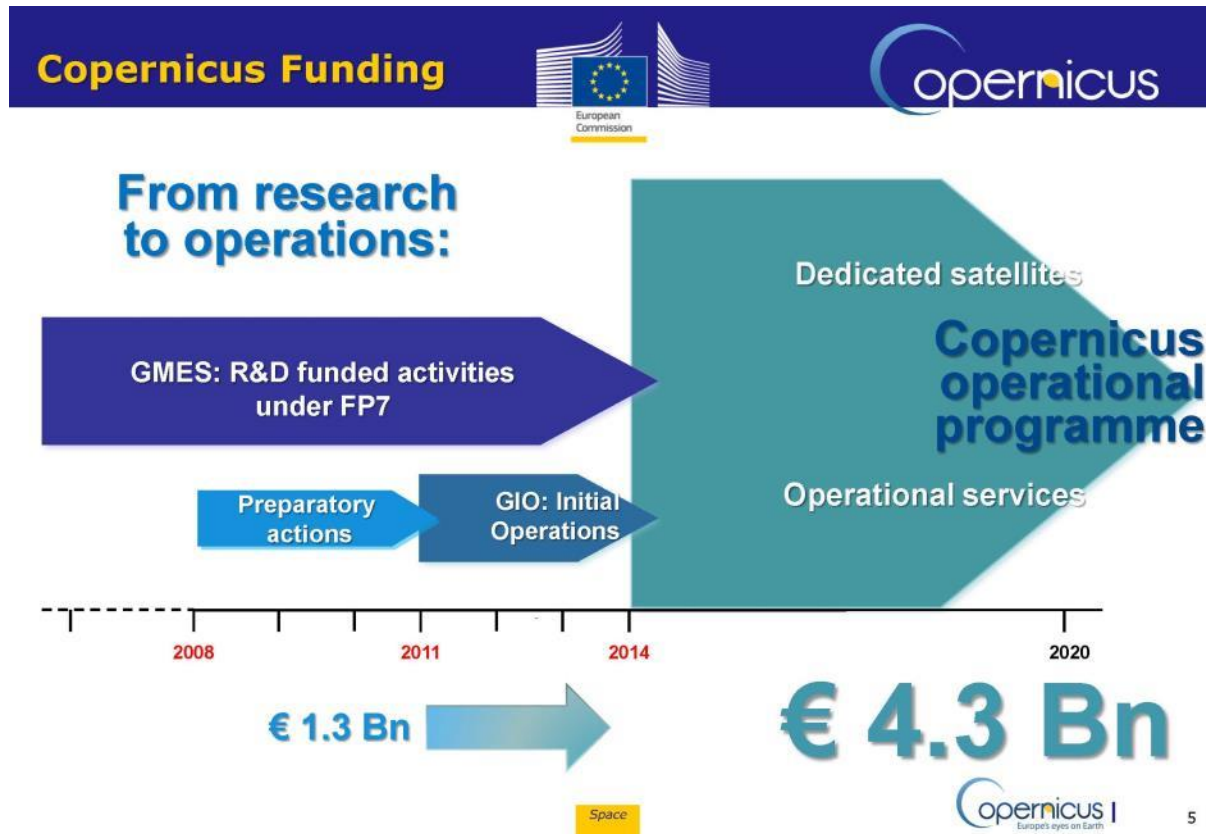 Copernicus Funding
European
Commission
Copernicus
From research
to operations:
Dedicated satellites
Copernicus
operational
programme
GMES: R&D funded activities
under FP7
Preparatory
actions
GIO: Initial
Operations
Operational services
2008
2011
2014
2020
€ 1.3 Bn
€ 4.3 Bn
Space
Copernicus
Europe's eyes on Earth
5